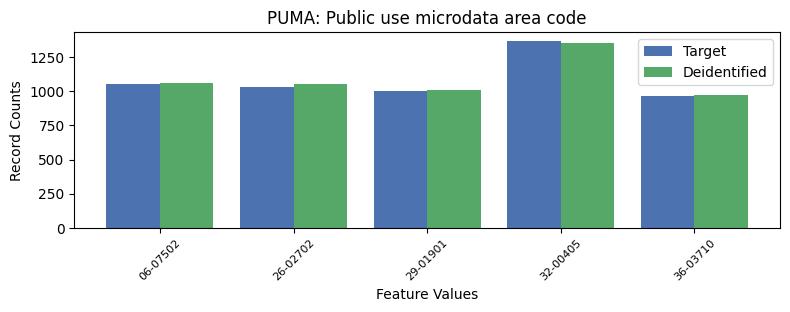 PUMA: Public use microdata area code
Target
Deidentified
Record Counts
1250
1000
750
500
250
0
06-07502
26-02702
29-01901
32-00405
36-03710
Feature Values